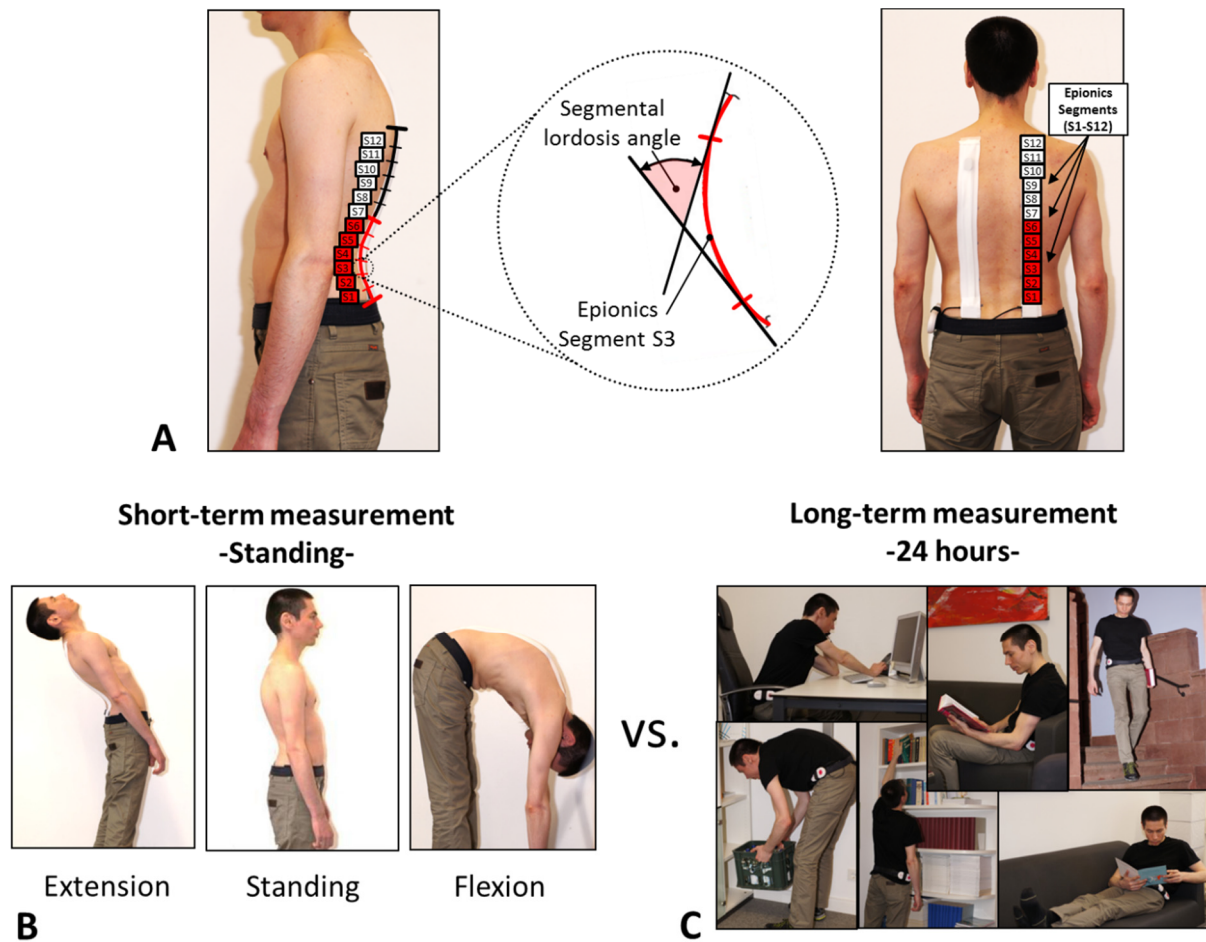 S12
S11
S10
S9
S8
S7
S6
S5
S4
S3
S2
S1
Segmental
lordosis angle
Epionics
Segment S3
Epionics
Segments
(S1-S12)
S12
S11
S10
S9
S8
S7
S6
S5
S4
S3
S2
S1
A
Short-term measurement
-Standing-
Long-term measurement
-24 hours-
vs.
Extension
Standing
Flexion
B
C